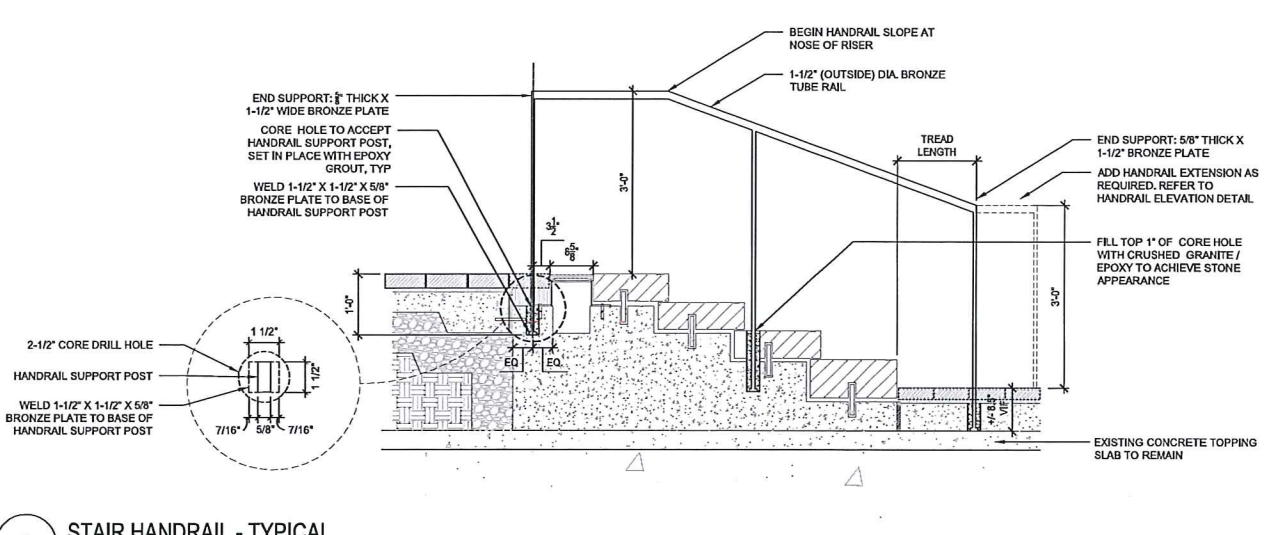 BEGIN HANDRAIL SLOPE AT
NOSE OF RISER
1-1/2" (OUTSIDE) DIA. BRONZE
TUBE RAIL
END SUPPORT: 5/8" THICK X
1-1/2" WIDE BRONZE PLATE
CORE HOLE TO ACCEPT
HANDRAIL SUPPORT POST,
SET IN PLACE WITH EPOXY
GROUT, TYP
WELD 1-1/2" X 1-1/2" X 5/8"
BRONZE PLATE TO BASE OF
HANDRAIL SUPPORT POST
TREAD
LENGTH
END SUPPORT: 5/8" THICK X
1-1/2" BRONZE PLATE
ADD HANDRAIL EXTENSION AS
REQUIRED. REFER TO
HANDRAIL ELEVATION DETAIL
FILL TOP 1" OF CORE HOLE
WITH CRUSHED GRANITE /
EPOXY TO ACHIEVE STONE
APPEARANCE
3'-0"
3 1/2"
1'-0"
3'-0"
EQ
EQ
+/- 8.5"
VIF
1 1/2"
1 1/2"
2-1/2" CORE DRILL HOLE
HANDRAIL SUPPORT POST
WELD 1-1/2" X 1-1/2" X 5/8"
BRONZE PLATE TO BASE OF
HANDRAIL SUPPORT POST
7/16" 5/8" 7/16"
EXISTING CONCRETE TOPPING
SLAB TO REMAIN
STAIR HANDRAIL - TYPICAL